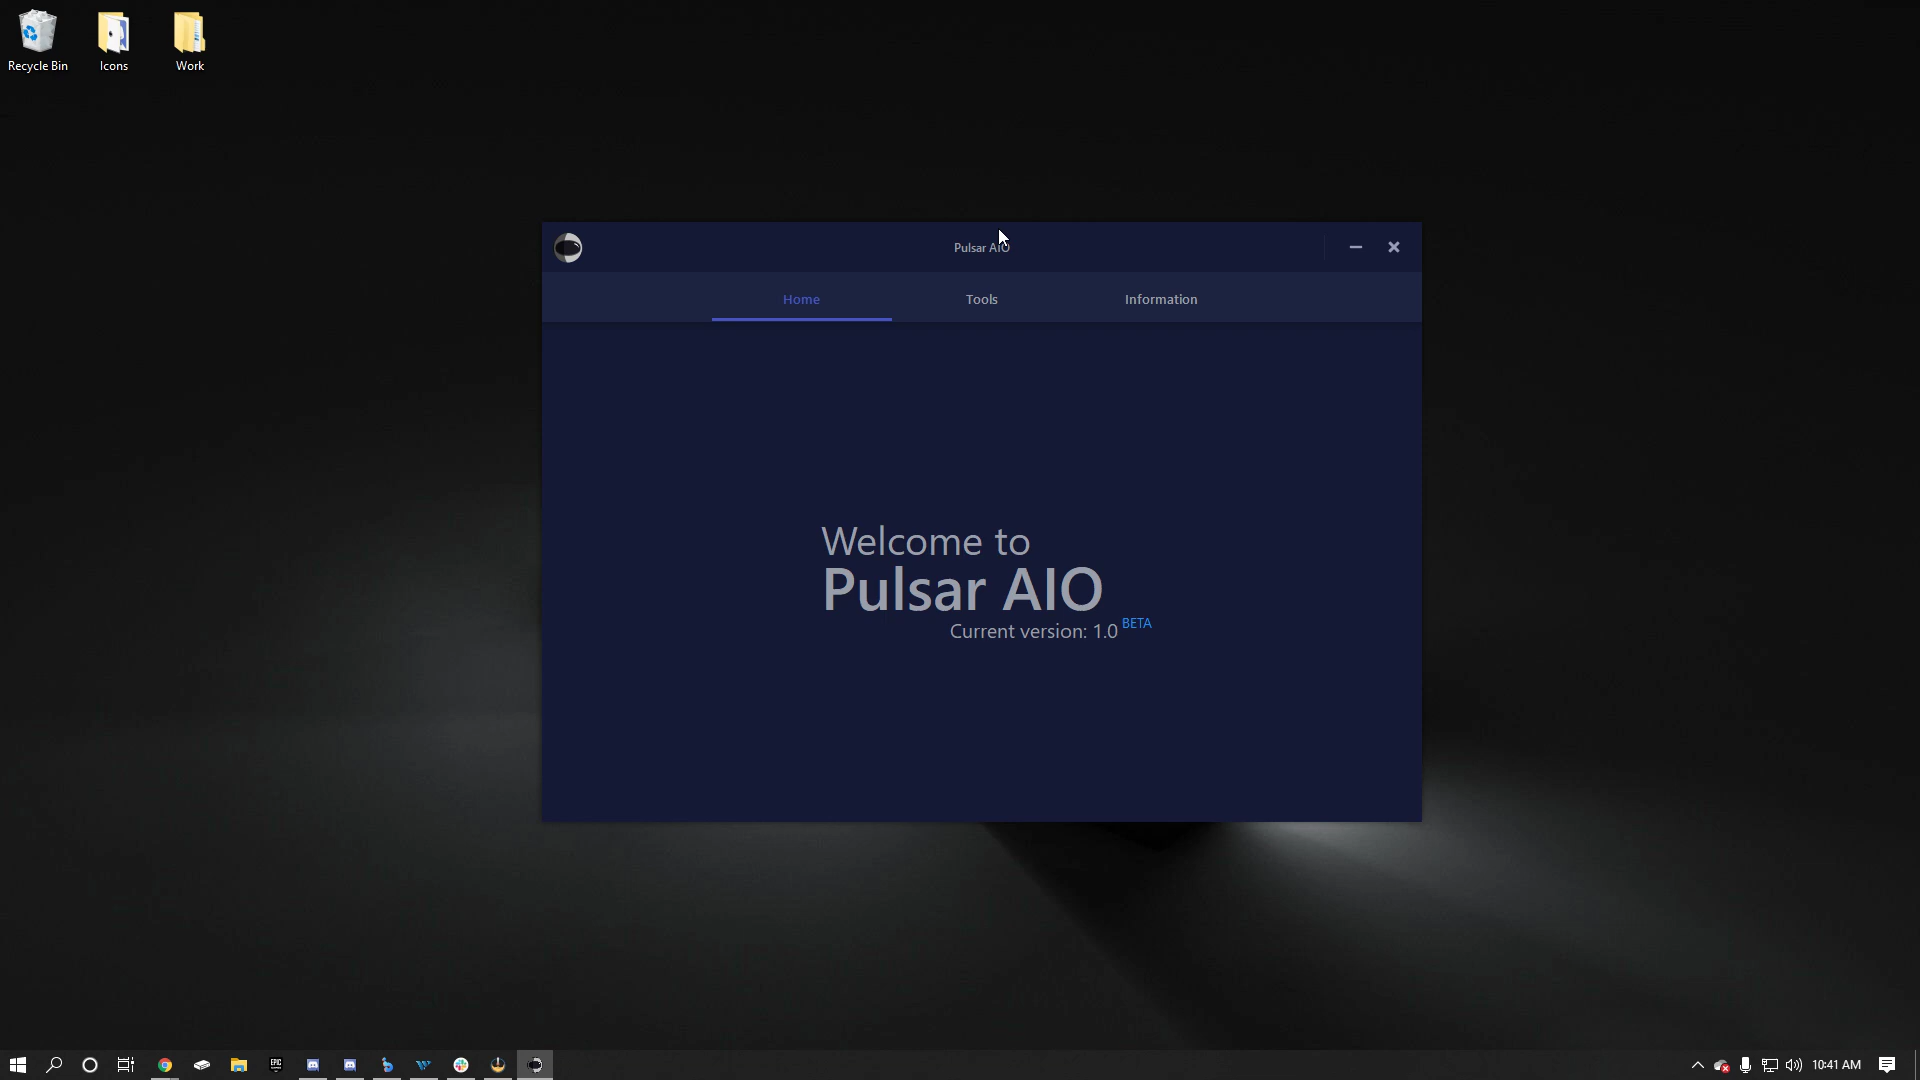 Recycle Bin
Icons
Work
Pulsar AIO
Home
Tools
Information
Welcome to
Pulsar AIO
Current version: 1.0 BETA
EPIC
10:41 AM